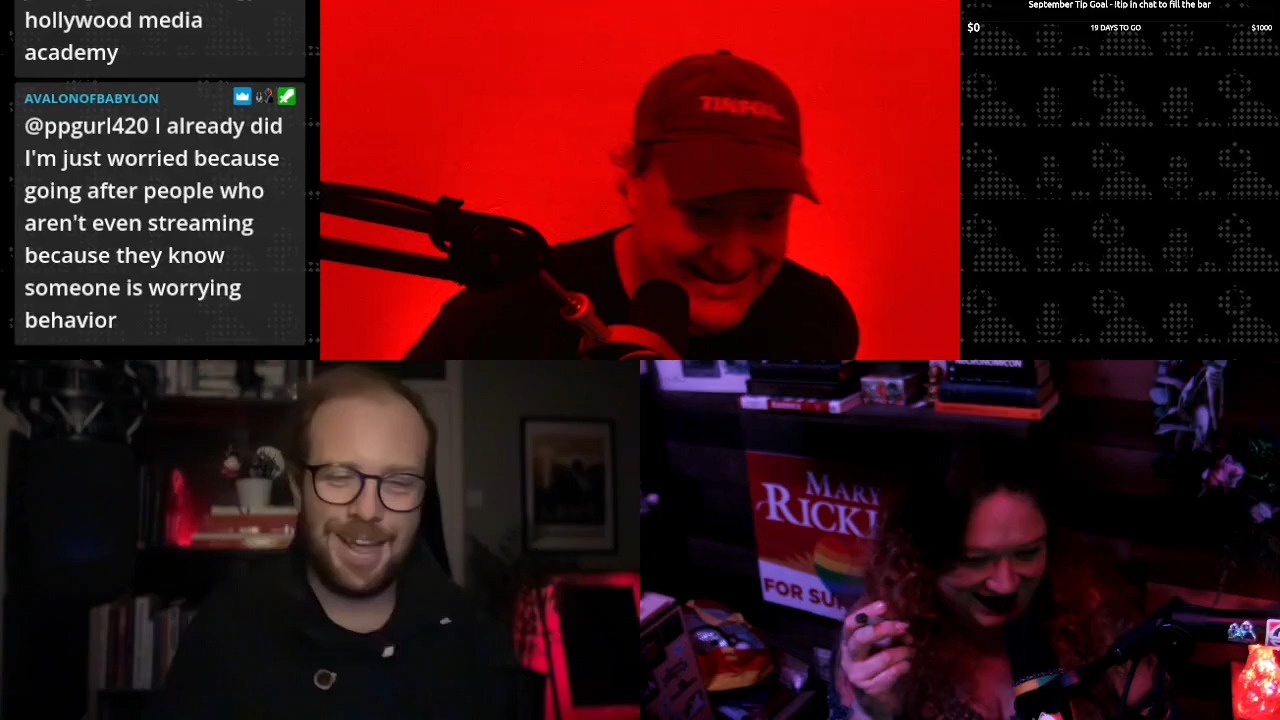 hollywood media
academy
AVALONOFBABYLON
@ppgurl420 I already did
I'm just worried because
going after people who
aren't even streaming
because they know
someone is worrying
behavior
September Tip Goal - !tip in chat to fill the bar
$0
19 DAYS TO GO
$1000
MARY
RICKI
FOR SU